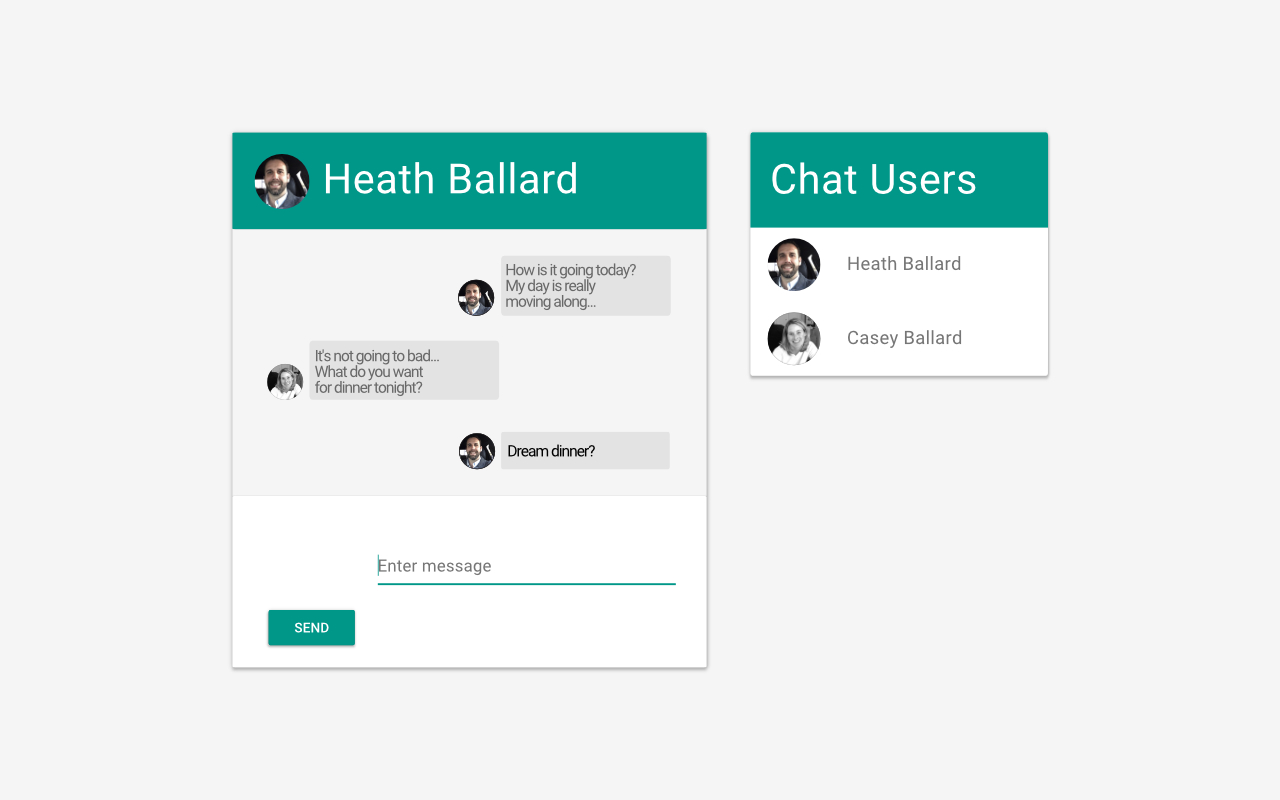 Heath Ballard
How is it going today?
My day is really
moving along...
It's not going to bad...
What do you want
for dinner tonight?
Dream dinner?
Enter message
SEND
Chat Users
Heath Ballard
Casey Ballard